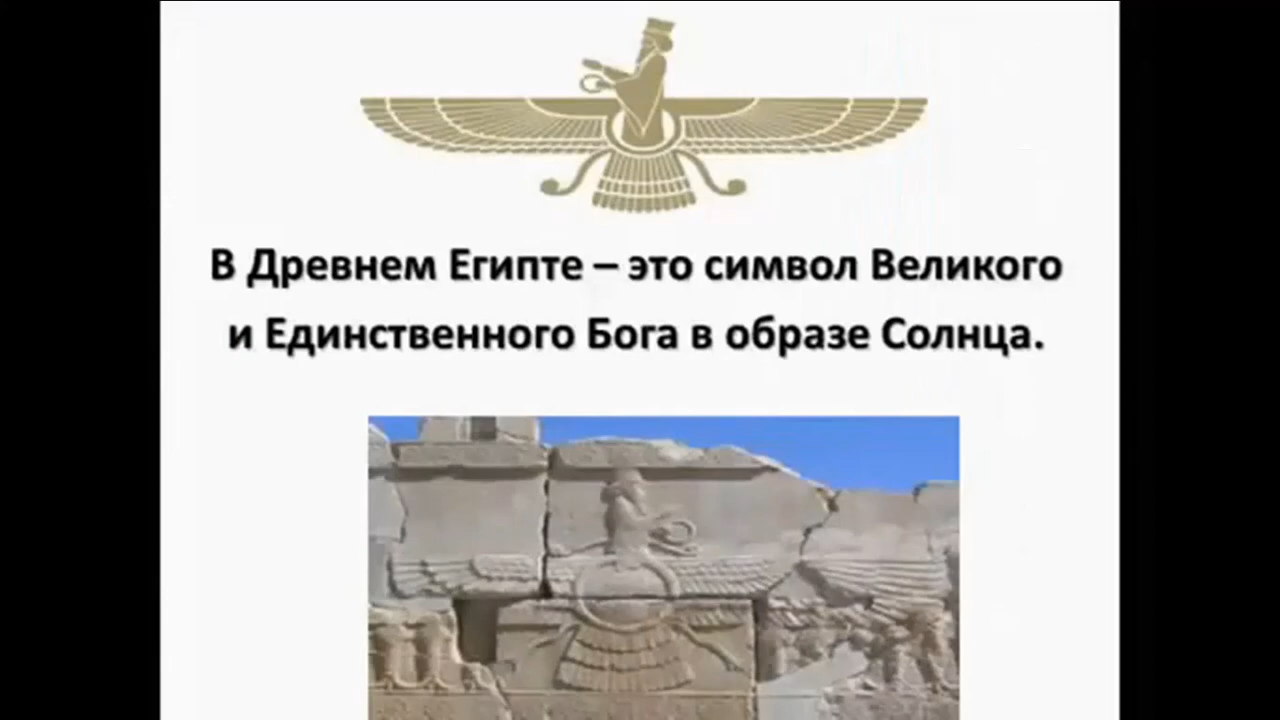 В Древнем Египте – это символ Великого
и Единственного Бога в образе Солнца.